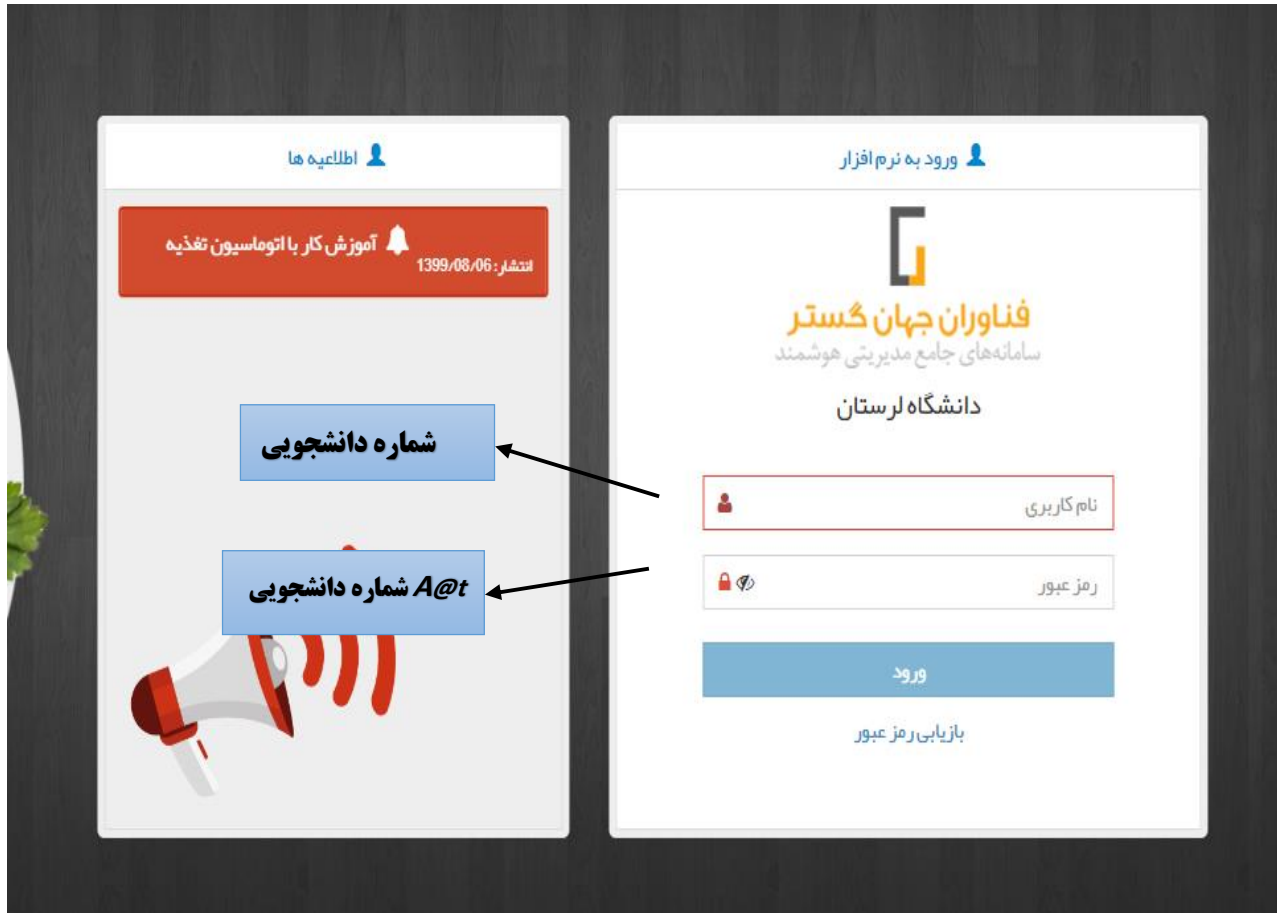 ورود به نرم افزار
فناوران جهان گستر
سامانه‌های جامع مدیریتی هوشمند
دانشگاه لرستان
نام کاربری
رمز عبور
ورود
بازیابی رمز عبور
اطلاعیه ها
آموزش کار با اتوماسیون تغذیه
انتشار: 1399/08/06
شماره دانشجویی
A@t شماره دانشجویی